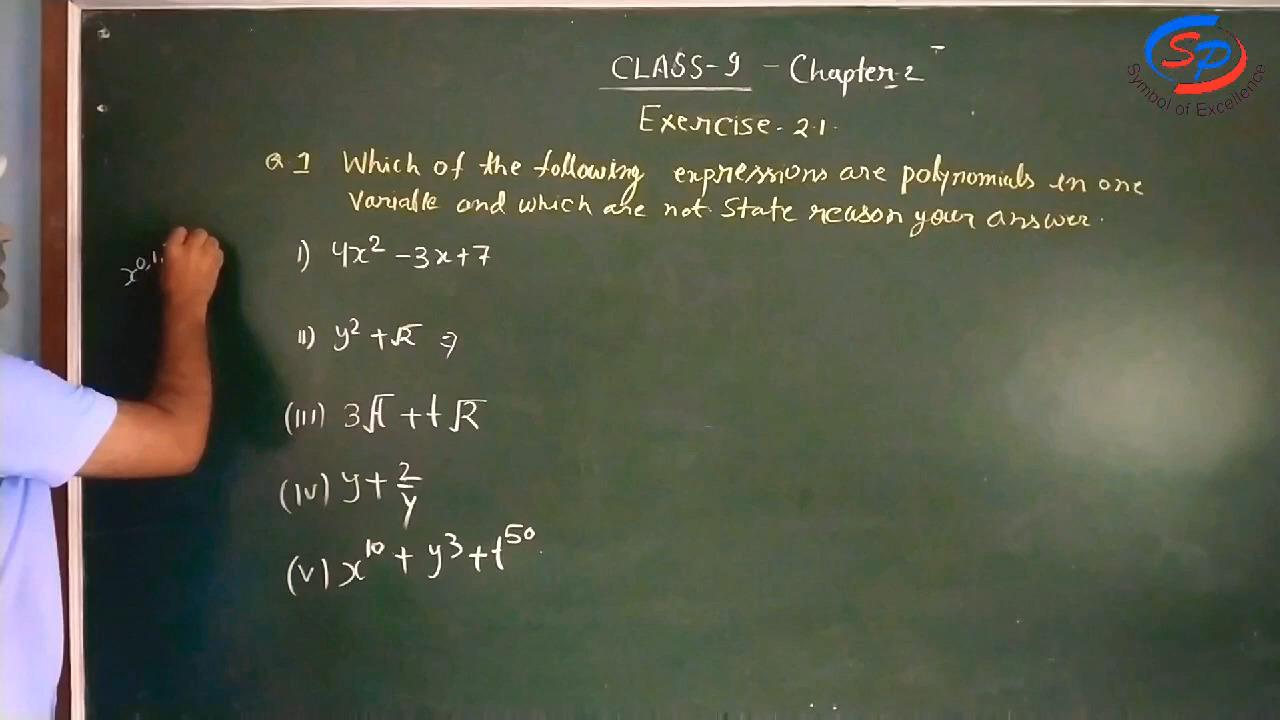 CLASS-9 - Chapter-2
Exercise-2.1.
Q 1 Which of the following expressions are polynomials in one
variable and which are not. State reason your answer.
i) 4x² - 3x + 7
ii) y² + √2 ⇒
(iii) 3√t + t√2
(iv) y + 2/y
(v) x¹⁰ + y³ + t⁵⁰.
x⁰,¹,
SP
Symbol of Excellence